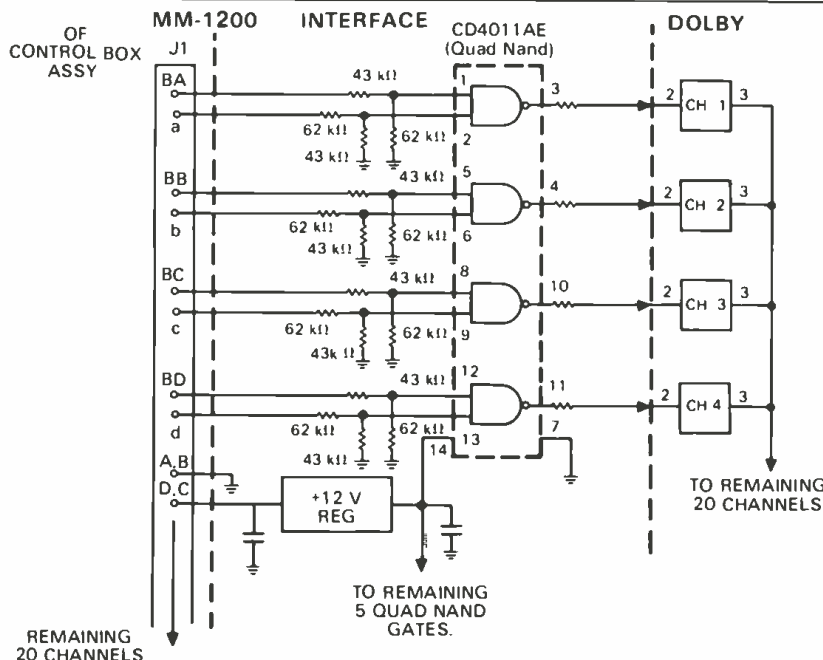 MM-1200
INTERFACE
DOLBY
OF
CONTROL BOX
ASSY
J1
CD4011AE
(Quad Nand)
BA
43 kΩ
1
3
2
CH 1
3
a
62 kΩ
2
43 kΩ
62 kΩ
BB
43 kΩ
5
4
2
CH 2
3
b
62 kΩ
6
43 kΩ
62 kΩ
BC
43 kΩ
8
10
2
CH 3
3
c
62 kΩ
9
43k Ω
62 kΩ
BD
43 kΩ
12
11
2
CH 4
3
d
62 kΩ
62 kΩ
13
7
43 kΩ
14
A,B
D,C
+12 V
REG
TO REMAINING
20 CHANNELS
TO REMAINING
5 QUAD NAND
GATES.
REMAINING
20 CHANNELS